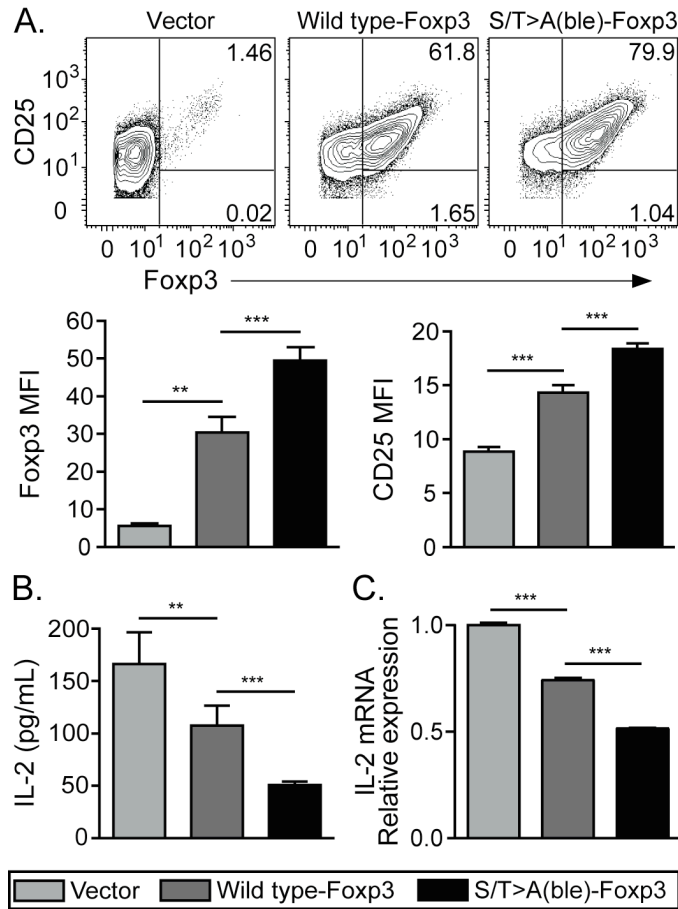 A.
Vector
Wild type-Foxp3
S/T>A(ble)-Foxp3
1.46
61.8
79.9
CD25
10³
10²
10¹
0
0.02
1.65
1.04
0 10¹ 10² 10³
0 10¹ 10² 10³
0 10¹ 10² 10³
Foxp3
Foxp3 MFI
60
50
40
30
20
10
0
**
***
CD25 MFI
20
15
10
5
0
***
***
B.
IL-2 (pg/mL)
200
150
100
50
0
**
***
C.
IL-2 mRNA
Relative expression
1.0
0.5
0.0
***
***
Vector
Wild type-Foxp3
S/T>A(ble)-Foxp3